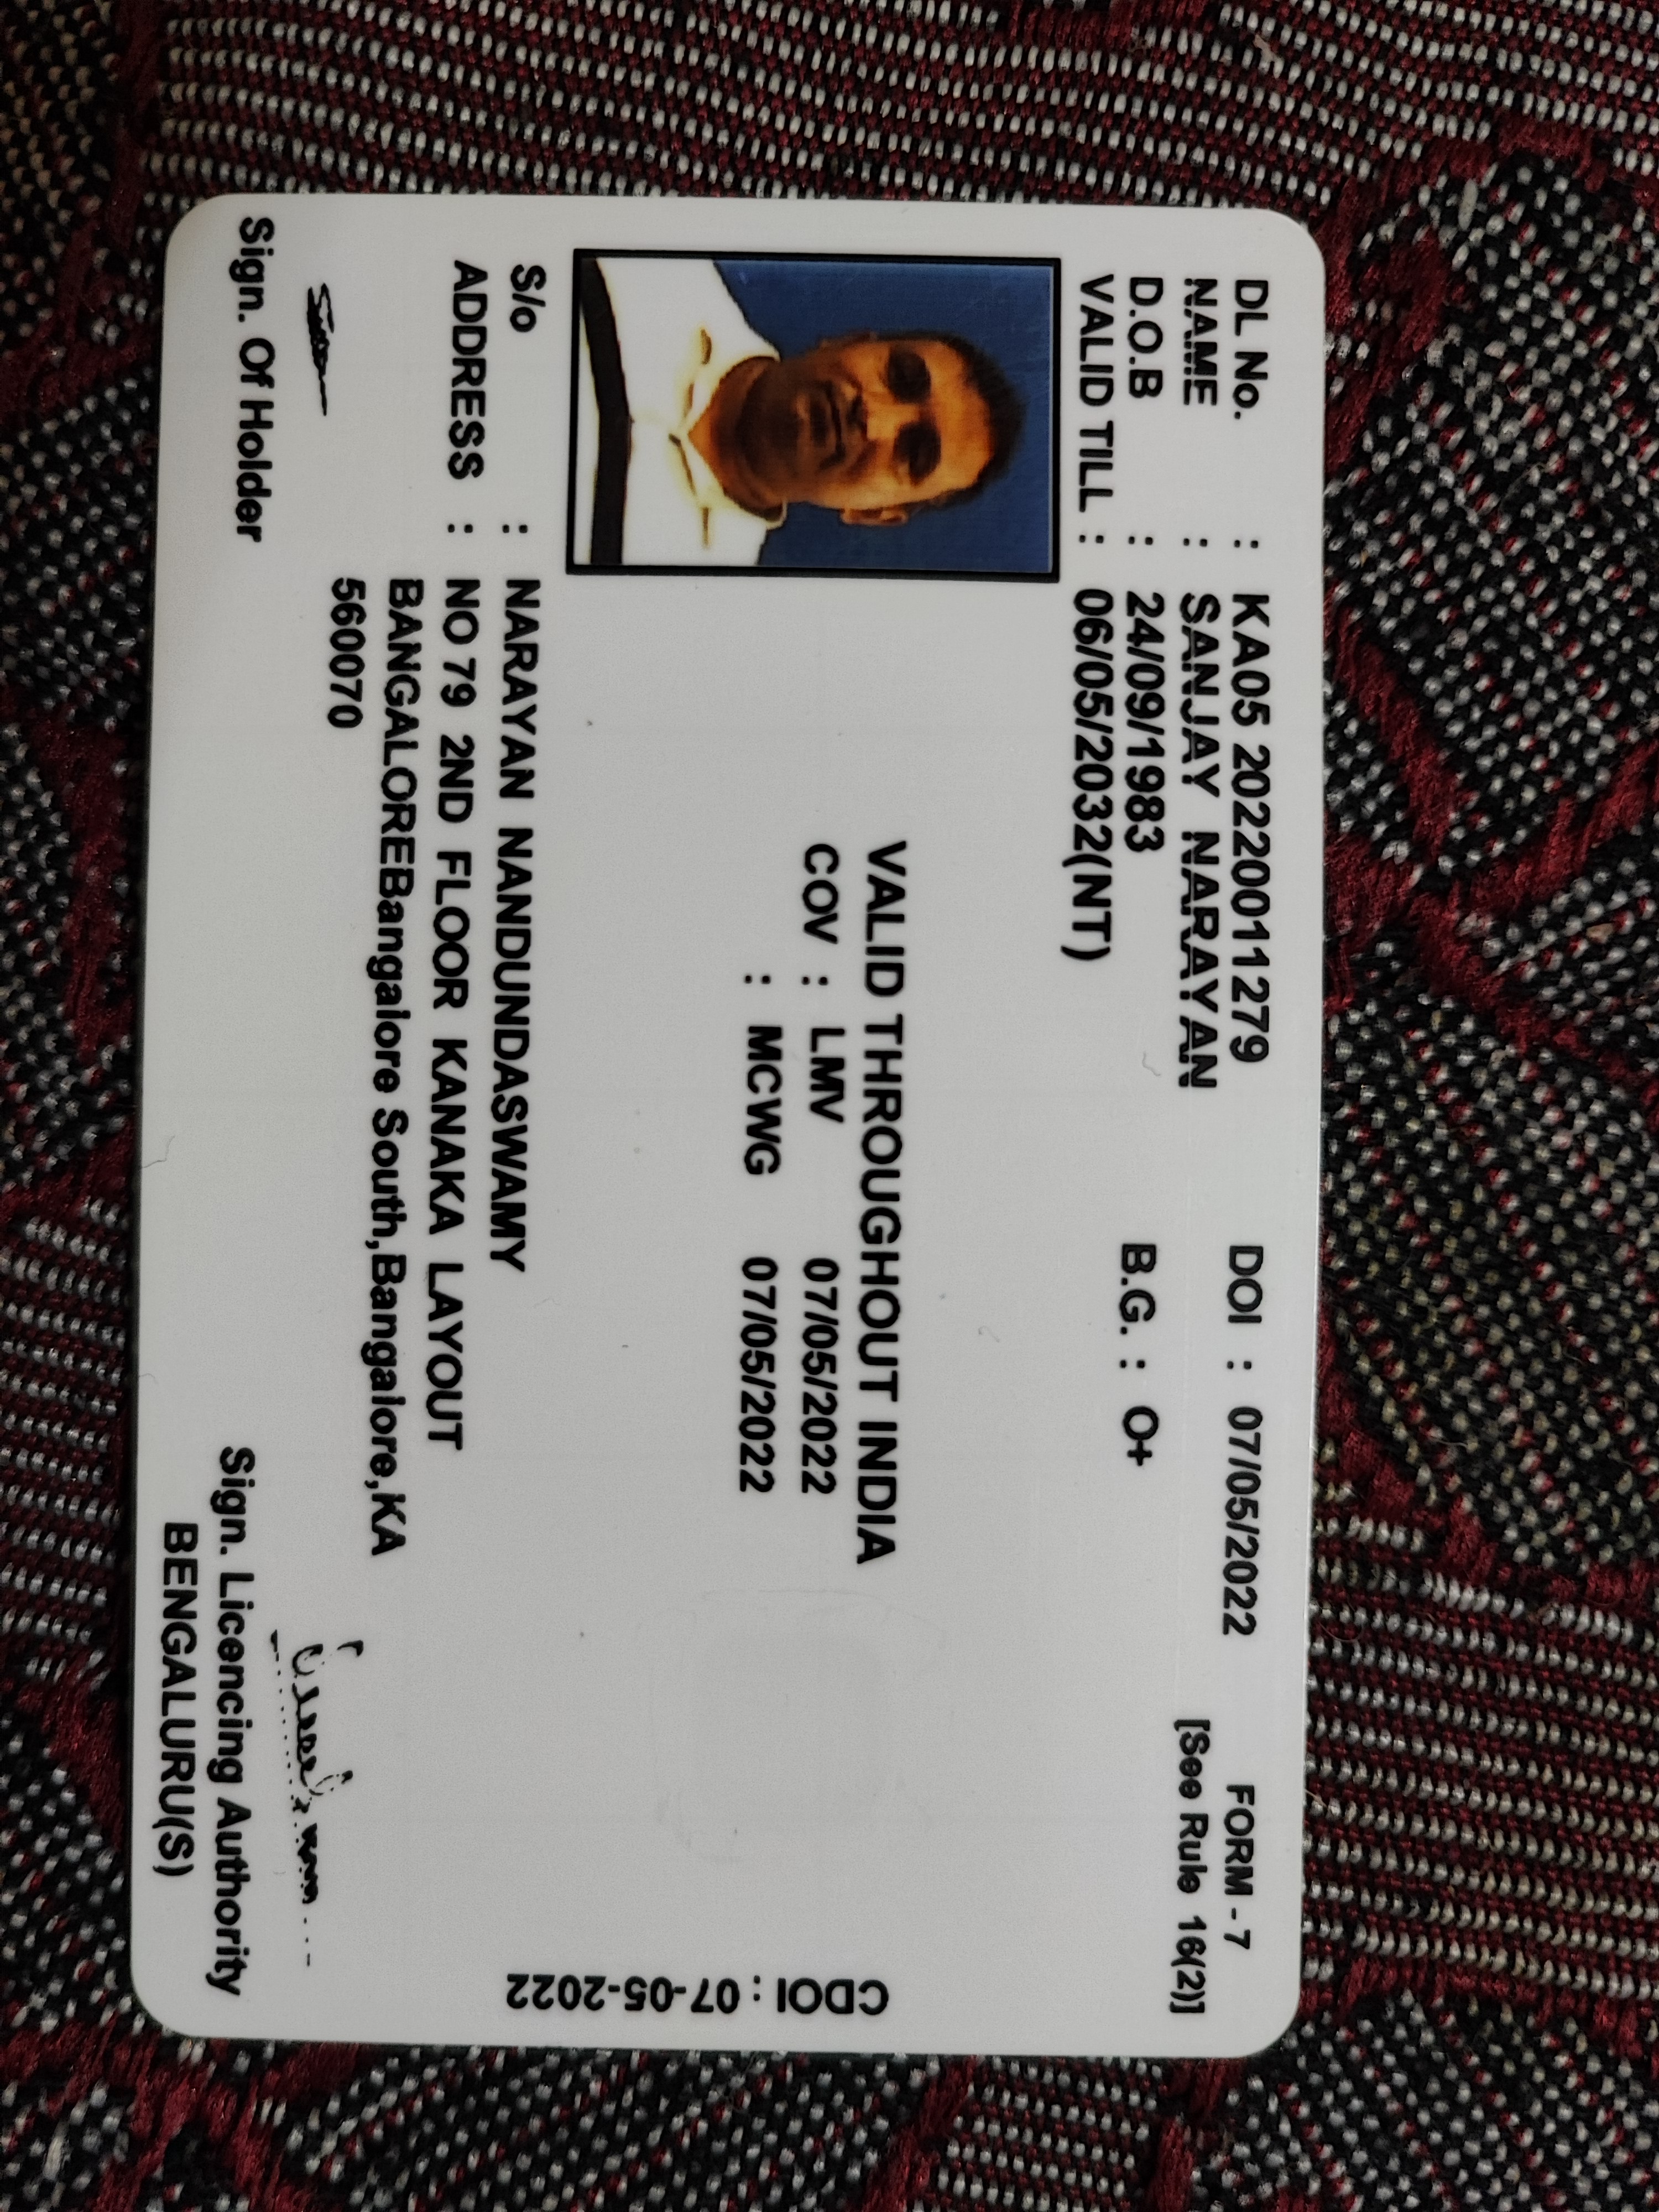 DL No. : KA05 20220011279 DOI : 07/05/2022 FORM - 7
NAME : SANJAY NARAYAN [See Rule 16(2)]
D.O.B : 24/09/1983 B.G. : O+
VALID TILL : 06/05/2032(NT)
VALID THROUGHOUT INDIA
COV : LMV 07/05/2022
: MCWG 07/05/2022
CDOI : 07-05-2022
S/o : NARAYAN NANDUNDASWAMY
ADDRESS : NO 79 2ND FLOOR KANAKA LAYOUT
BANGALOREBangalore South,Bangalore,KA
560070
Sign. Of Holder
Sign. Licencing Authority
BENGALURU(S)